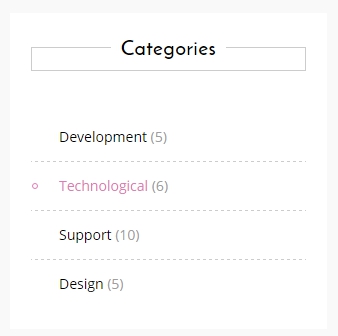 Categories
Development (5)
Technological (6)
Support (10)
Design (5)